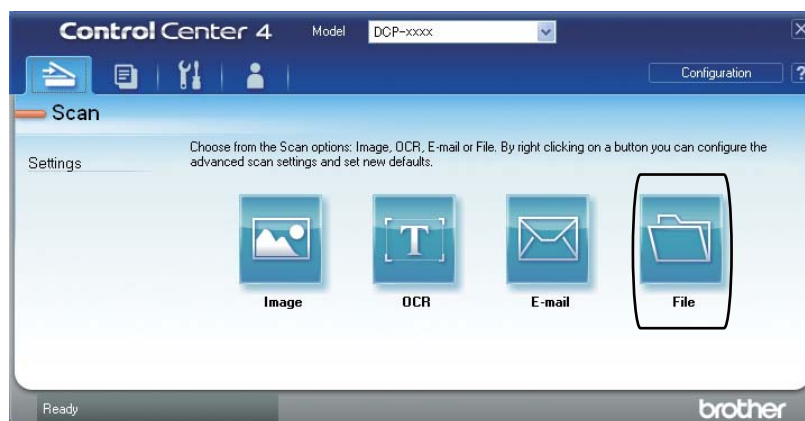 Control Center 4 Model DCP-xxxx
Configuration ?
Scan
Settings
Choose from the Scan options: Image, OCR, E-mail or File. By right clicking on a button you can configure the
advanced scan settings and set new defaults.
T
Image OCR E-mail File
Ready brother